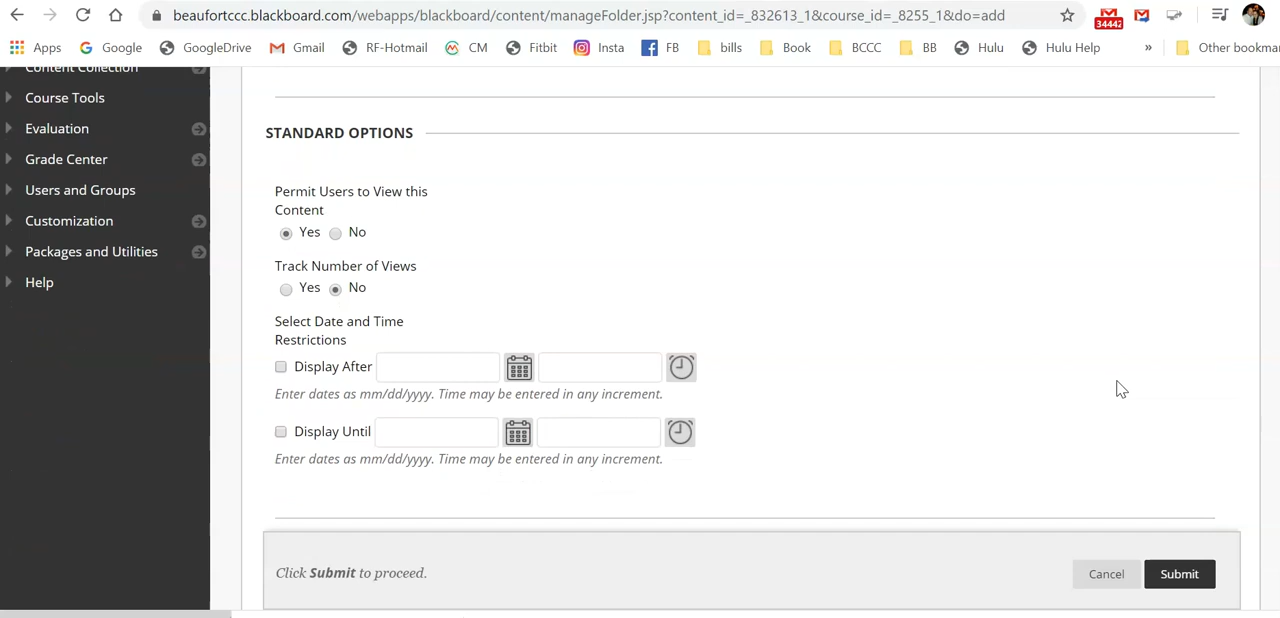 beaufortccc.blackboard.com/webapps/blackboard/content/manageFolder.jsp?content_id=_832613_1&course_id=_8255_1&do=add
34442
Apps Google GoogleDrive Gmail RF-Hotmail CM Fitbit Insta FB bills Book BCCC BB Hulu Hulu Help » Other bookma
Content Collection
Course Tools
Evaluation
Grade Center
Users and Groups
Customization
Packages and Utilities
Help
STANDARD OPTIONS
Permit Users to View this
Content
Yes No
Track Number of Views
Yes No
Select Date and Time
Restrictions
Display After
Enter dates as mm/dd/yyyy. Time may be entered in any increment.
Display Until
Enter dates as mm/dd/yyyy. Time may be entered in any increment.
Click Submit to proceed.
Cancel Submit